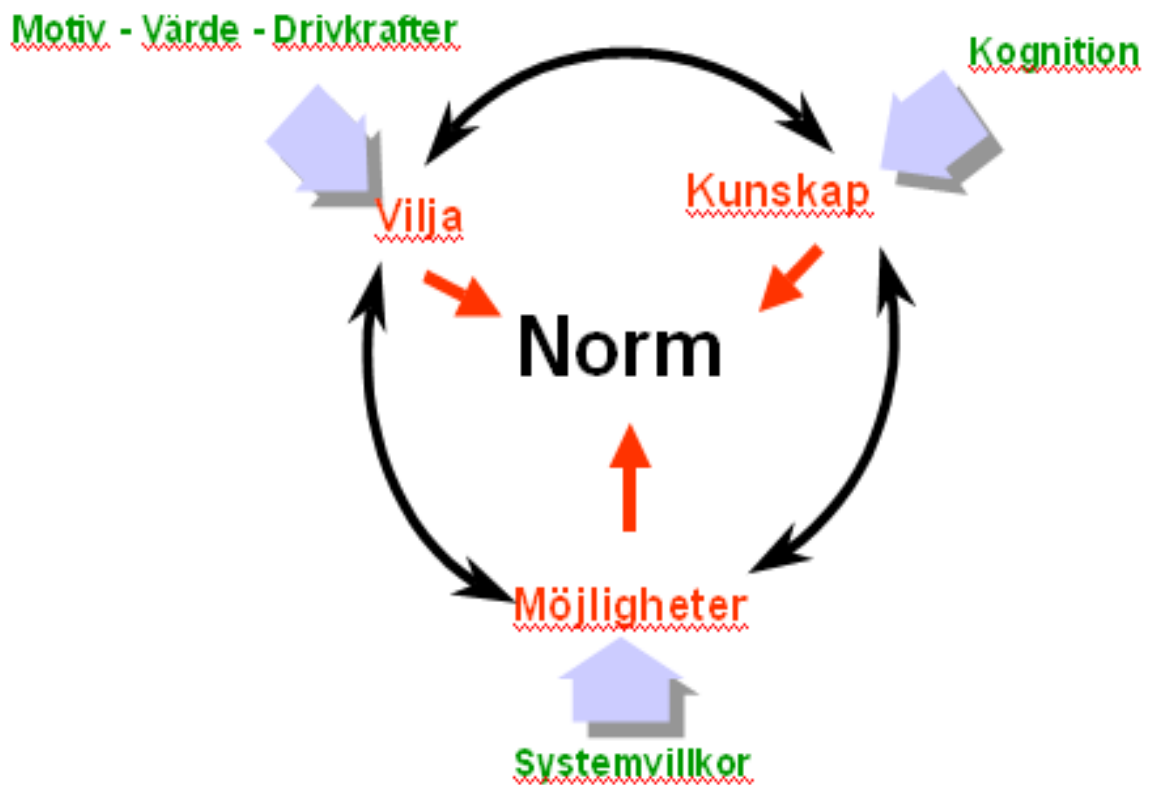 Motiv - Värde - Drivkrafter
Kognition
Vilja
Kunskap
Norm
Möjligheter
Systemvillkor